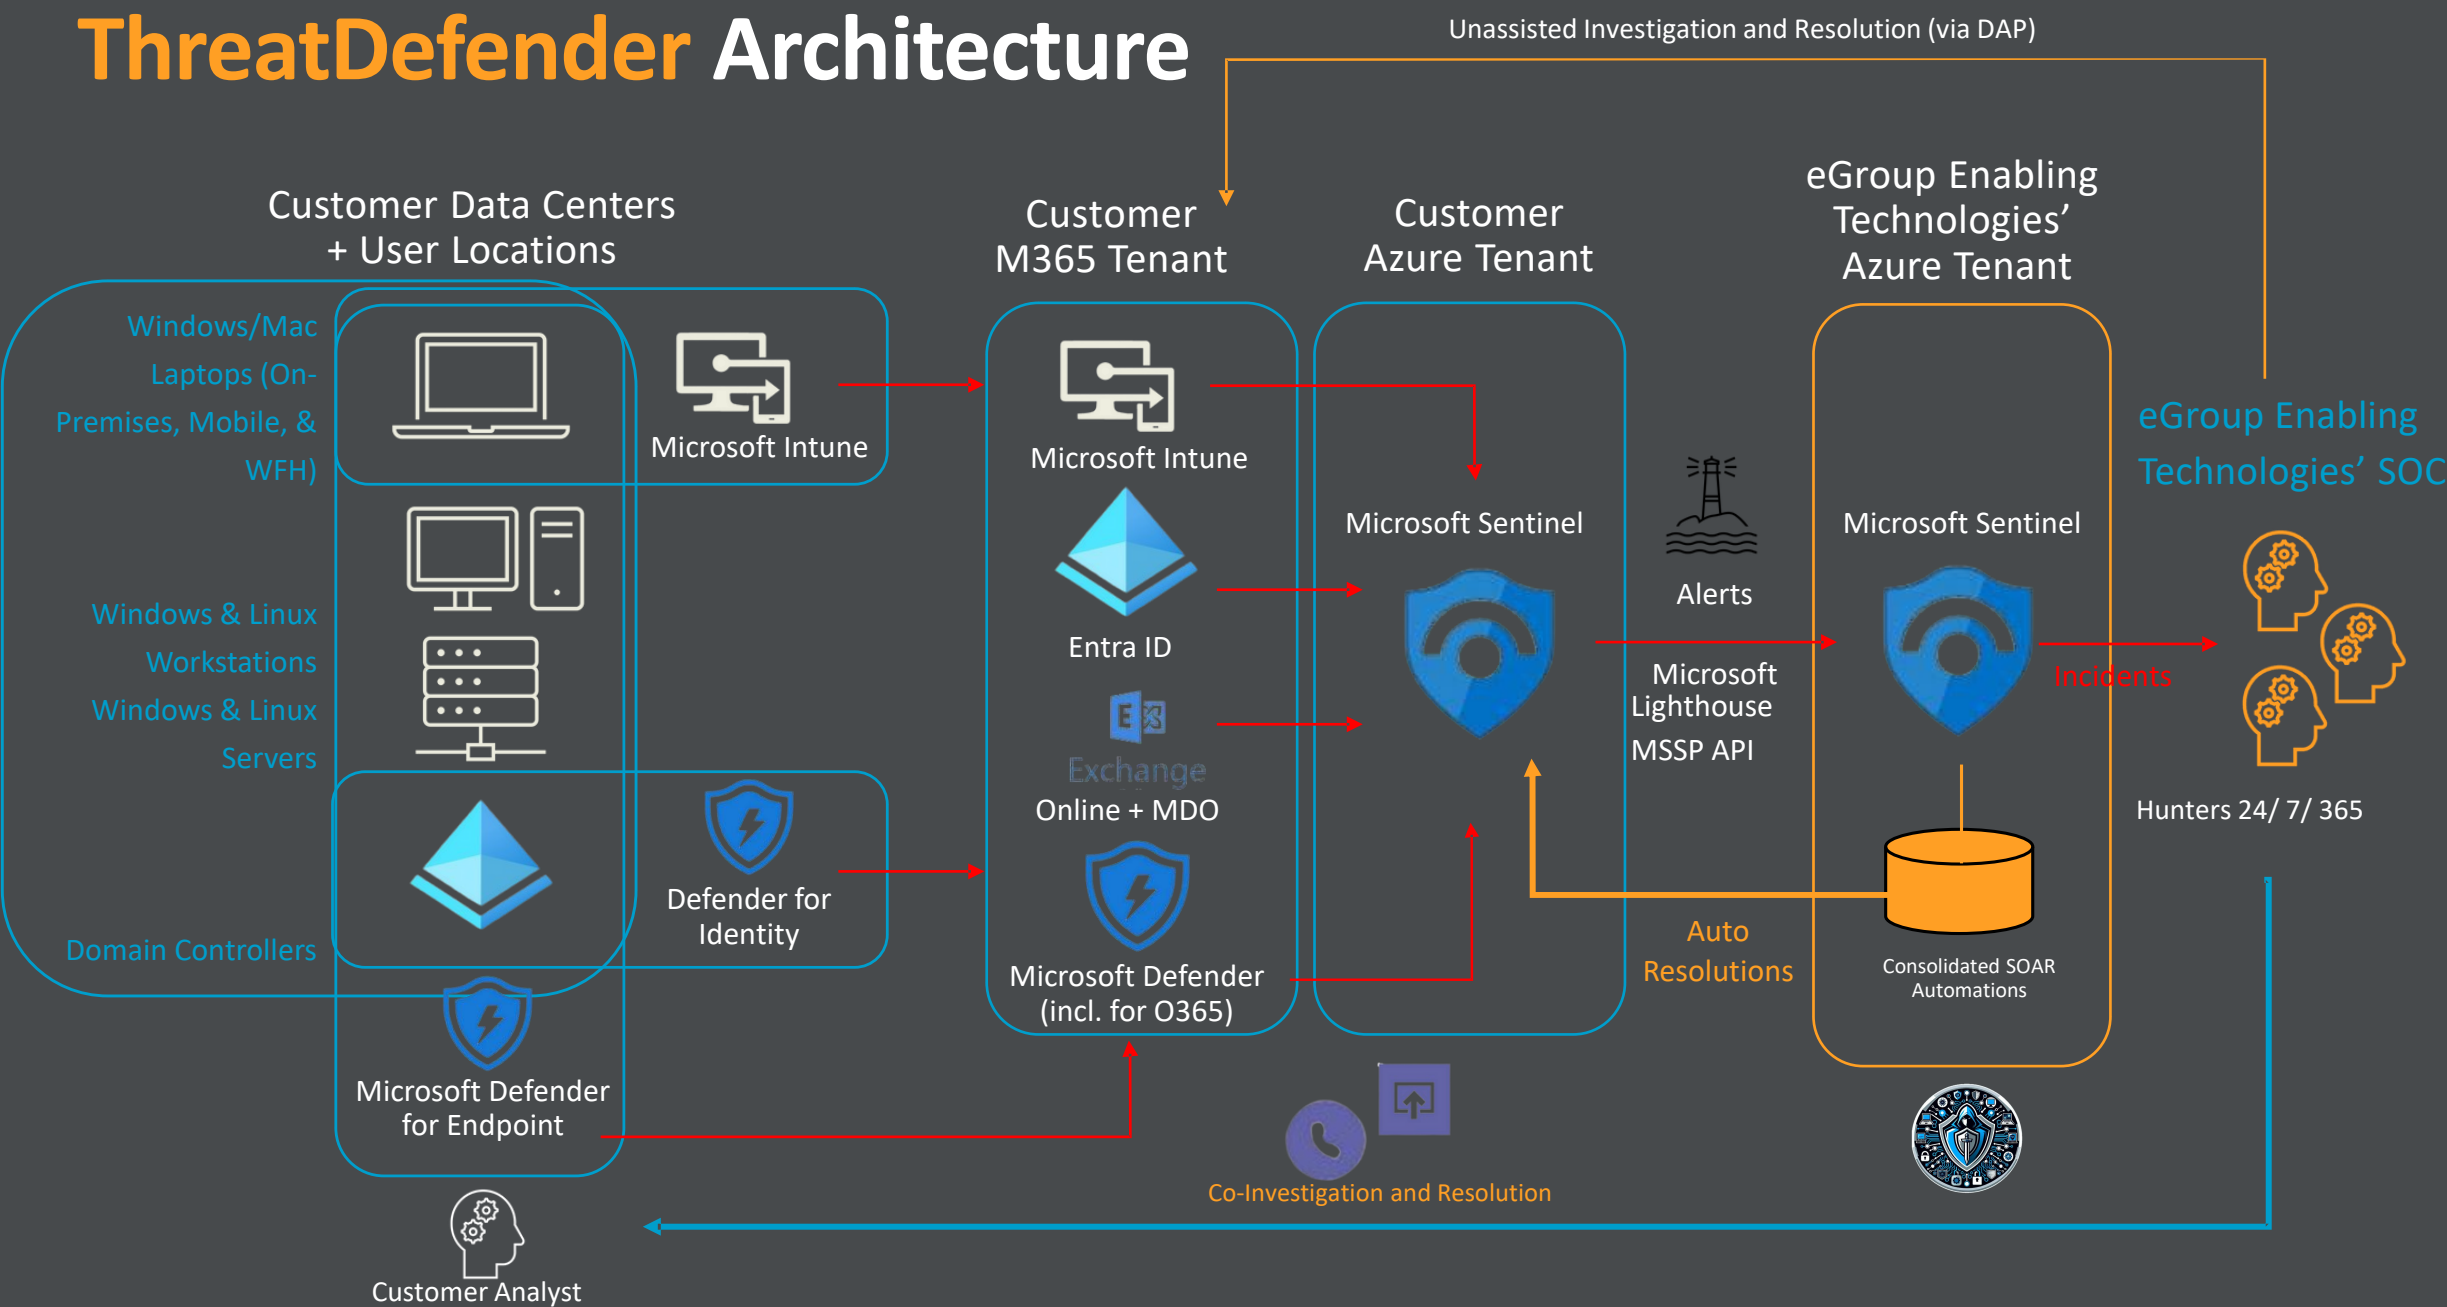 ThreatDefender Architecture
Unassisted Investigation and Resolution (via DAP)
Customer Data Centers
+ User Locations
Customer
M365 Tenant
Customer
Azure Tenant
eGroup Enabling
Technologies’
Azure Tenant
Windows/Mac
Laptops (On-
Premises, Mobile, &
WFH)
Windows & Linux
Workstations
Windows & Linux
Servers
Domain Controllers
Microsoft Intune
Defender for
Identity
Microsoft Defender
for Endpoint
Customer Analyst
Microsoft Intune
Entra ID
E
Exchange
Online + MDO
Microsoft Defender
(incl. for O365)
Microsoft Sentinel
Alerts
Microsoft
Lighthouse
MSSP API
Auto
Resolutions
Microsoft Sentinel
Consolidated SOAR
Automations
Incidents
eGroup Enabling
Technologies’ SOC
Hunters 24/ 7/ 365
Co-Investigation and Resolution